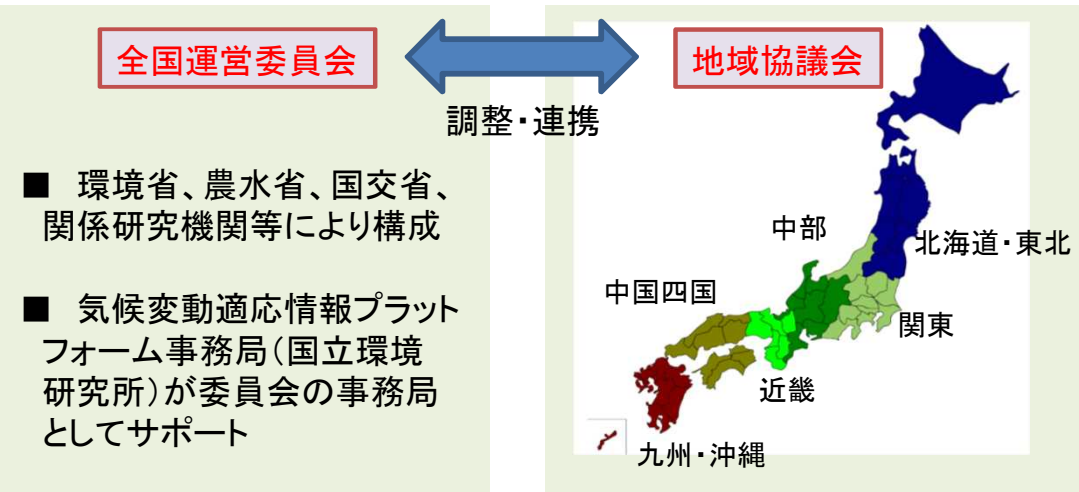 全国運営委員会
地域協議会
調整・連携
■ 環境省、農水省、国交省、
関係研究機関等により構成
■ 気候変動適応情報プラット
フォーム事務局(国立環境
研究所)が委員会の事務局
としてサポート
中部
北海道・東北
中国四国
関東
近畿
九州・沖縄